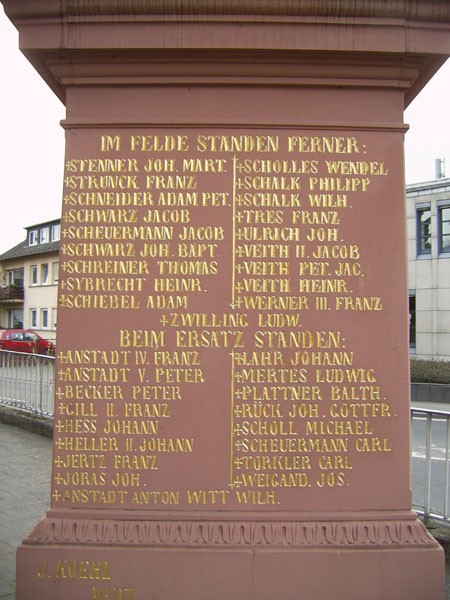 IM FELDE STANDEN FERNER:
†STENNER JOH. MART.
†STRUNCK FRANZ
†SCHNEIDER ADAM PET.
†SCHWARZ JACOB
†SCHEUERMANN JACOB
†SCHWARZ JOH. BAPT.
†SCHREINER THOMAS
†SYBRECHT HEINR.
†SCHIEBEL ADAM
†SCHOLLES WENDEL
†SCHALK PHILIPP
†SCHALK WILH.
†TRES FRANZ
†ULRICH JOH.
†VEITH II. JACOB
†VEITH PET. JAC.
†VEITH HEINR.
†WERNER III. FRANZ
†ZWILLING LUDW.
BEIM ERSATZ STANDEN:
†ANSTADT IV. FRANZ
†ANSTADT V. PETER
†BECKER PETER
†GILL II. FRANZ
†HESS JOHANN
†HELLER II. JOHANN
†JERTZ FRANZ
†JORAS JOH.
†LAHR JOHANN
†MERTES LUDWIG
†PLATTNER BALTH.
†RÜCK JOH. GOTTFR.
†SCHOLL MICHAEL
†SCHEUERMANN CARL
†TORKLER CARL
†WEIGAND. JOS.
†ANSTADT ANTON WITT WILH.
J. KOEHL
MAINZ